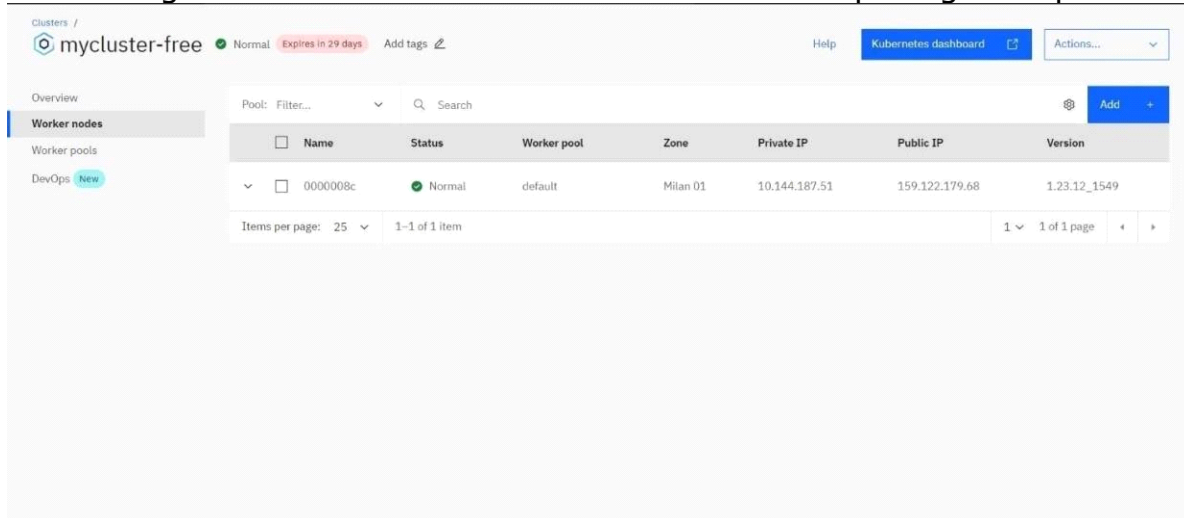 Clusters /
mycluster-free Normal Expires in 29 days Add tags Help Kubernetes dashboard Actions...
Overview
Worker nodes
Worker pools
DevOps New
Pool: Filter... Search Add +
Name Status Worker pool Zone Private IP Public IP Version
0000008c Normal default Milan 01 10.144.187.51 159.122.179.68 1.23.12_1549
Items per page: 25 1–1 of 1 item 1 1 of 1 page